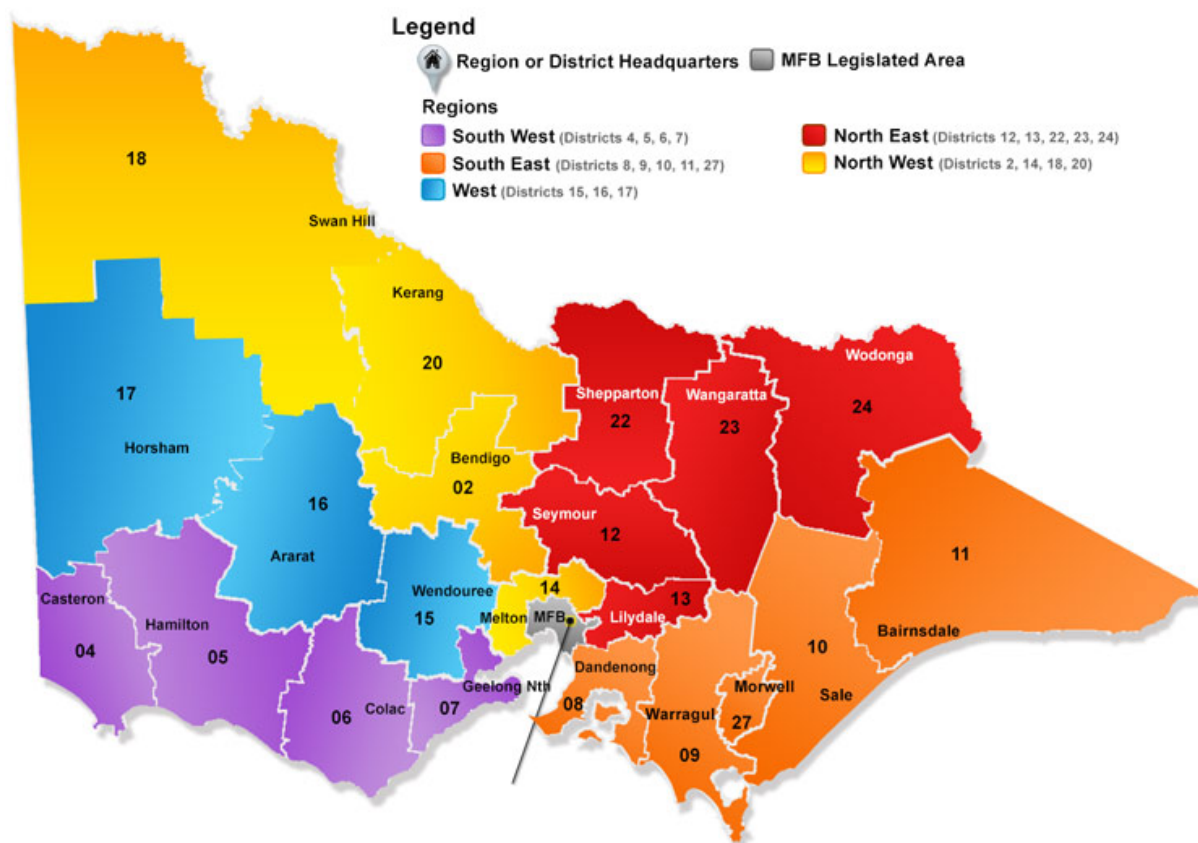 Legend
Region or District Headquarters
MFB Legislated Area
Regions
South West (Districts 4, 5, 6, 7)
North East (Districts 12, 13, 22, 23, 24)
South East (Districts 8, 9, 10, 11, 27)
North West (Districts 2, 14, 18, 20)
West (Districts 15, 16, 17)
18
Swan Hill
Kerang
20
Wodonga
Shepparton
Wangaratta
17
22
23
24
Horsham
Bendigo
02
16
Seymour
12
Ararat
11
Wendouree
14
13
Casteron
Melton
MFB
Lilydale
Hamilton
15
Bairnsdale
04
05
10
Dandenong
Geelong Nth
Morwell
Sale
06
Colac
07
08
Warragul
27
09